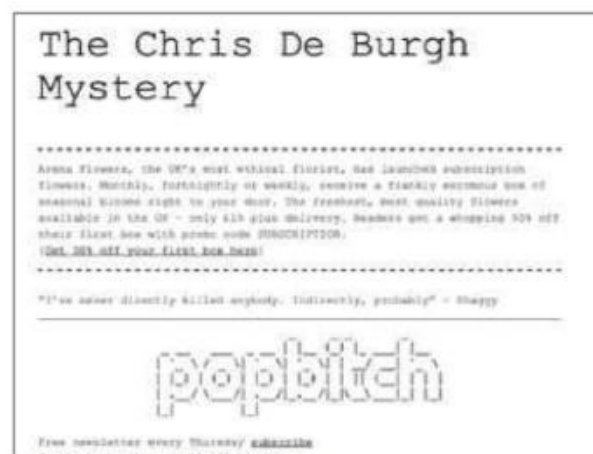 The Chris De Burgh
Mystery
Arena Flowers, the UK's most ethical florist, has launched subscription
flowers. Monthly, fortnightly or weekly, receive a frankly enormous box of
seasonal blooms right to your door. The freshest, best quality flowers
available in the UK - only £19 plus delivery. Readers get a whopping 50% off
their first box with promo code SUBSCRIPTION.
(Get 50% off your first box here)
"I've never directly killed anybody. Indirectly, probably" - Shaggy
popbitch
Free newsletter every Thursday subscribe